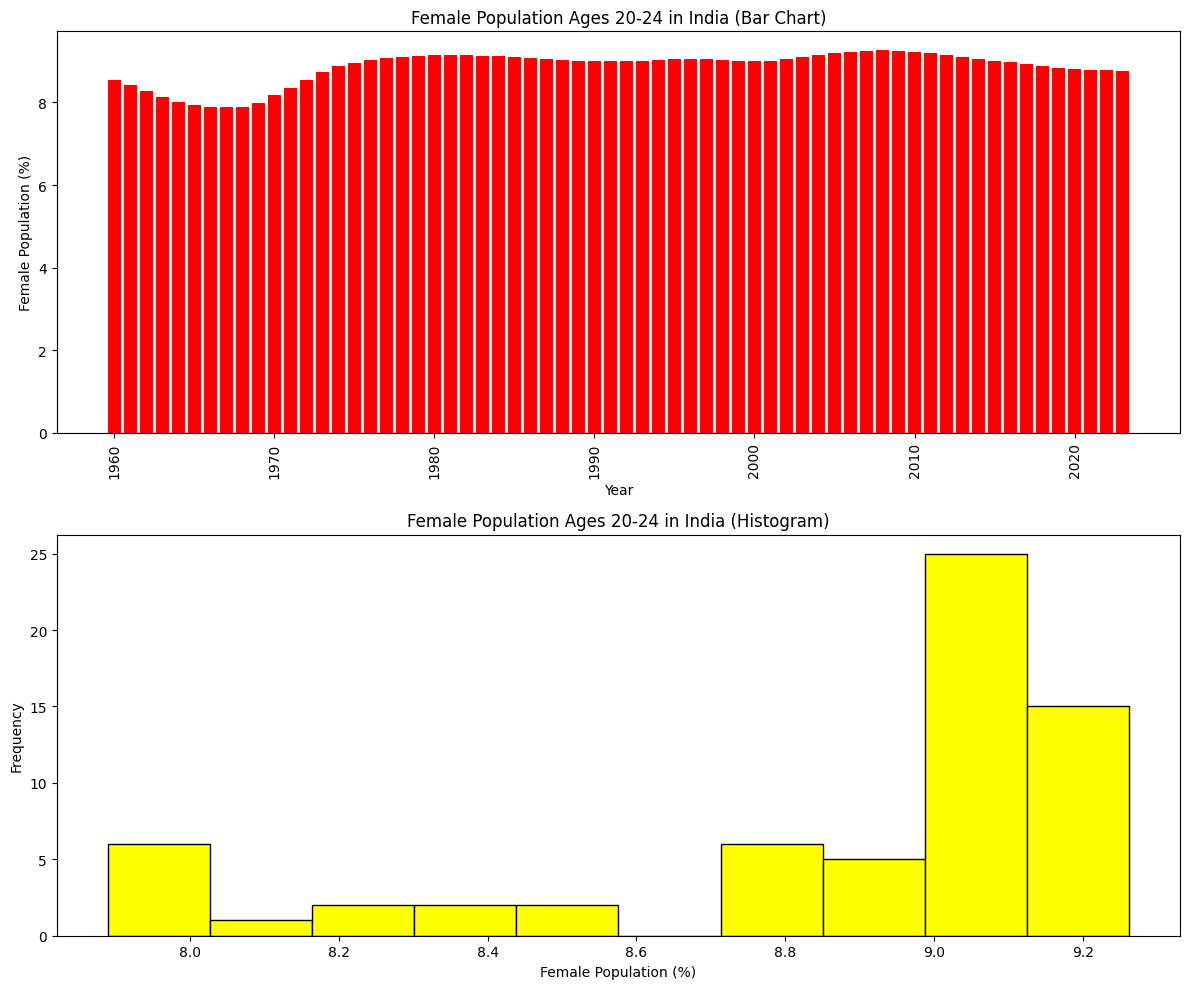 Female Population Ages 20-24 in India (Bar Chart)
Female Population (%)
8
6
4
2
0
1960 1970 1980 1990 2000 2010 2020
Year
Female Population Ages 20-24 in India (Histogram)
Frequency
25
20
15
10
5
0
8.0 8.2 8.4 8.6 8.8 9.0 9.2
Female Population (%)